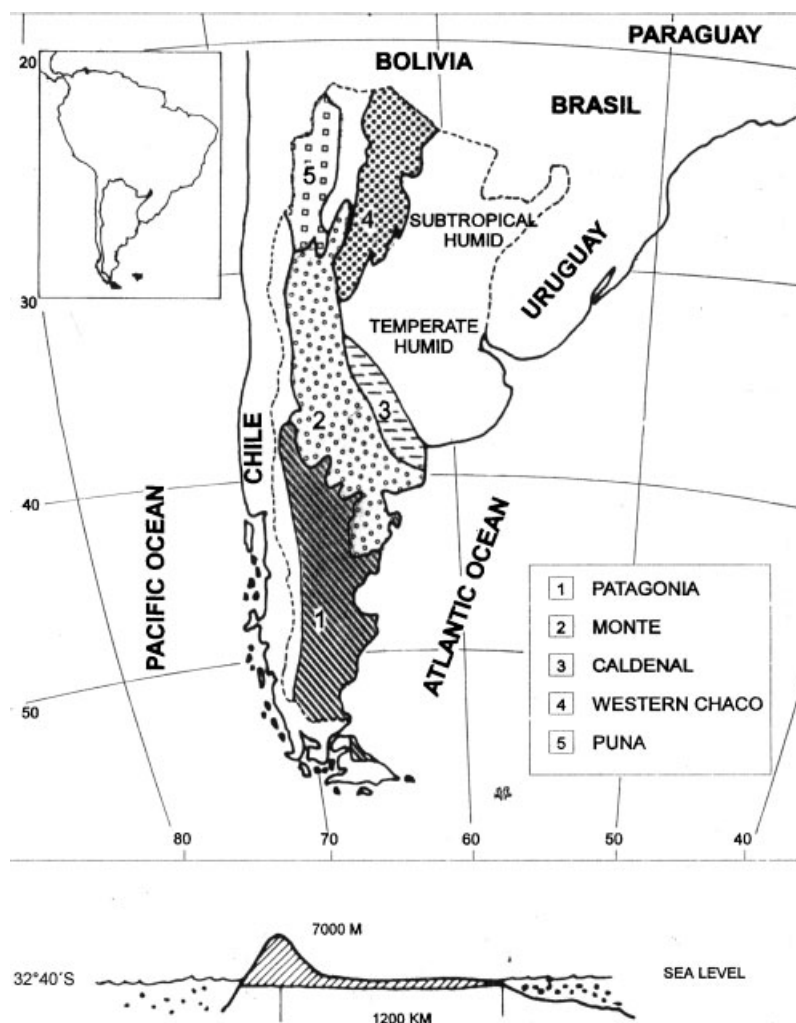 PARAGUAY
BOLIVIA
BRASIL
20
5
4
SUBTROPICAL
HUMID
URUGUAY
30
TEMPERATE
HUMID
2
3
CHILE
40
PACIFIC OCEAN
ATLANTIC OCEAN
1
50
1 PATAGONIA
2 MONTE
3 CALDENAL
4 WESTERN CHACO
5 PUNA
80
70
60
50
40
7000 M
32°40´S
SEA LEVEL
1200 KM